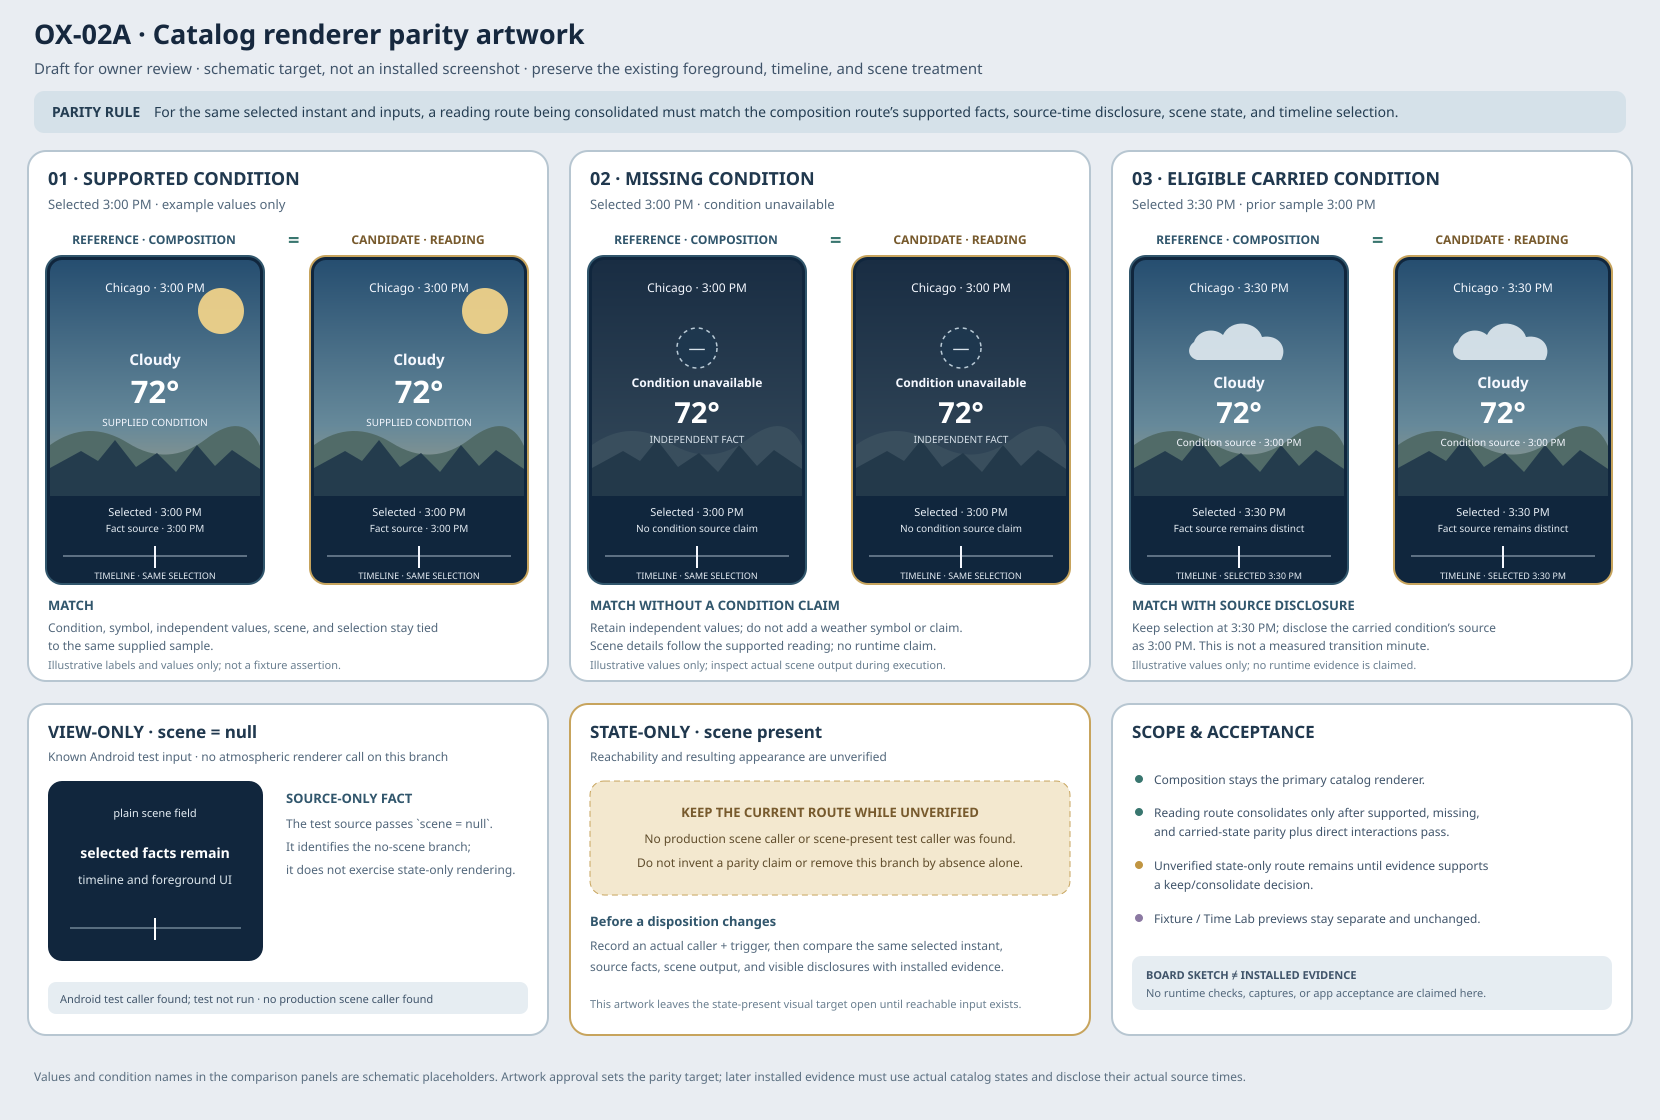 OX-02A · Catalog renderer parity artwork
Draft for owner review · schematic target, not an installed screenshot · preserve the existing foreground, timeline, and scene treatment
PARITY RULE For the same selected instant and inputs, a reading route being consolidated must match the composition route’s supported facts, source-time disclosure, scene state, and timeline selection.
01 · SUPPORTED CONDITION
Selected 3:00 PM · example values only
REFERENCE · COMPOSITION = CANDIDATE · READING
Chicago · 3:00 PM
Cloudy
72°
SUPPLIED CONDITION
Selected · 3:00 PM
Fact source · 3:00 PM
TIMELINE · SAME SELECTION
Chicago · 3:00 PM
Cloudy
72°
SUPPLIED CONDITION
Selected · 3:00 PM
Fact source · 3:00 PM
TIMELINE · SAME SELECTION
MATCH
Condition, symbol, independent values, scene, and selection stay tied
to the same supplied sample.
Illustrative labels and values only; not a fixture assertion.
02 · MISSING CONDITION
Selected 3:00 PM · condition unavailable
REFERENCE · COMPOSITION = CANDIDATE · READING
Chicago · 3:00 PM
—
Condition unavailable
72°
INDEPENDENT FACT
Selected · 3:00 PM
No condition source claim
TIMELINE · SAME SELECTION
Chicago · 3:00 PM
—
Condition unavailable
72°
INDEPENDENT FACT
Selected · 3:00 PM
No condition source claim
TIMELINE · SAME SELECTION
MATCH WITHOUT A CONDITION CLAIM
Retain independent values; do not add a weather symbol or claim.
Scene details follow the supported reading; no runtime claim.
Illustrative values only; inspect actual scene output during execution.
03 · ELIGIBLE CARRIED CONDITION
Selected 3:30 PM · prior sample 3:00 PM
REFERENCE · COMPOSITION = CANDIDATE · READING
Chicago · 3:30 PM
Cloudy
72°
Condition source · 3:00 PM
Selected · 3:30 PM
Fact source remains distinct
TIMELINE · SELECTED 3:30 PM
Chicago · 3:30 PM
Cloudy
72°
Condition source · 3:00 PM
Selected · 3:30 PM
Fact source remains distinct
TIMELINE · SELECTED 3:30 PM
MATCH WITH SOURCE DISCLOSURE
Keep selection at 3:30 PM; disclose the carried condition’s source
as 3:00 PM. This is not a measured transition minute.
Illustrative values only; no runtime evidence is claimed.
VIEW-ONLY · scene = null
Known Android test input · no atmospheric renderer call on this branch
plain scene field
selected facts remain
timeline and foreground UI
SOURCE-ONLY FACT
The test source passes `scene = null`.
It identifies the no-scene branch;
it does not exercise state-only rendering.
Android test caller found; test not run · no production scene caller found
STATE-ONLY · scene present
Reachability and resulting appearance are unverified
KEEP THE CURRENT ROUTE WHILE UNVERIFIED
No production scene caller or scene-present test caller was found.
Do not invent a parity claim or remove this branch by absence alone.
Before a disposition changes
Record an actual caller + trigger, then compare the same selected instant,
source facts, scene output, and visible disclosures with installed evidence.
This artwork leaves the state-present visual target open until reachable input exists.
SCOPE & ACCEPTANCE
Composition stays the primary catalog renderer.
Reading route consolidates only after supported, missing,
and carried-state parity plus direct interactions pass.
Unverified state-only route remains until evidence supports
a keep/consolidate decision.
Fixture / Time Lab previews stay separate and unchanged.
BOARD SKETCH ≠ INSTALLED EVIDENCE
No runtime checks, captures, or app acceptance are claimed here.
Values and condition names in the comparison panels are schematic placeholders. Artwork approval sets the parity target; later installed evidence must use actual catalog states and disclose their actual source times.